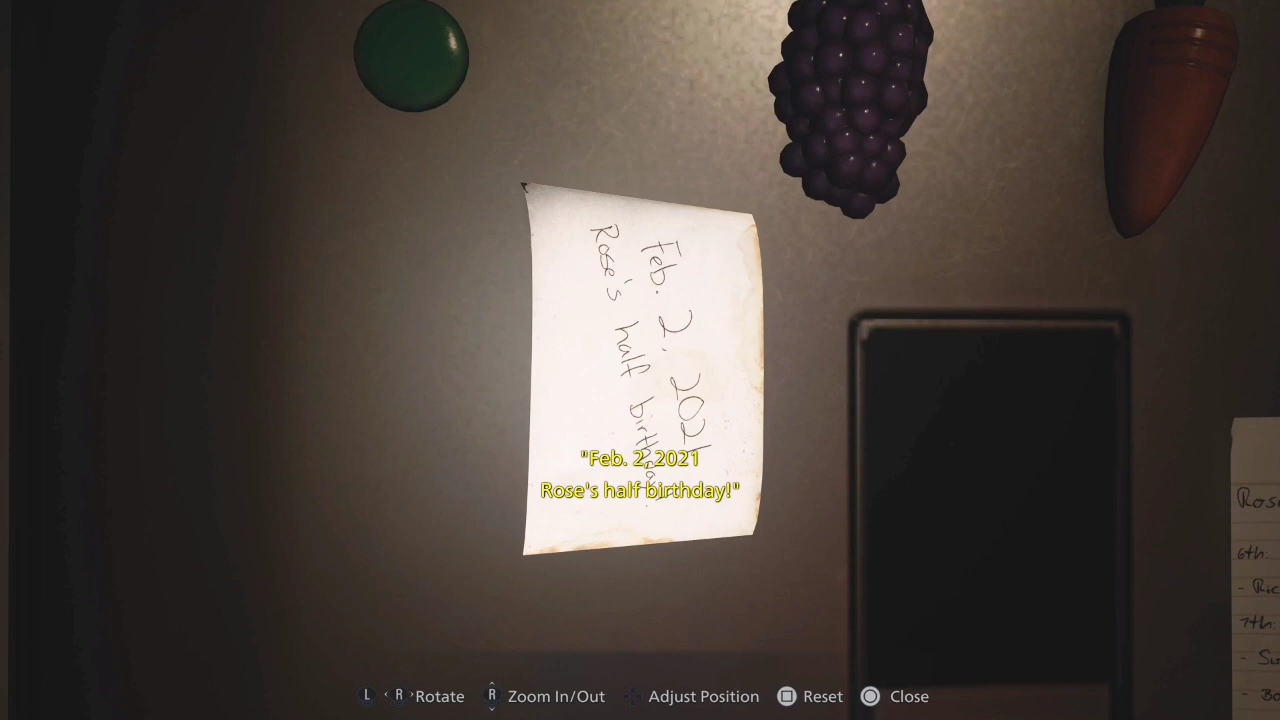 Feb. 2, 2021
Rose's half birthday!
"Feb. 2, 2021
Rose's half birthday!"
6th:
7th:
L R Rotate
R Zoom In/Out
Adjust Position
Reset
Close